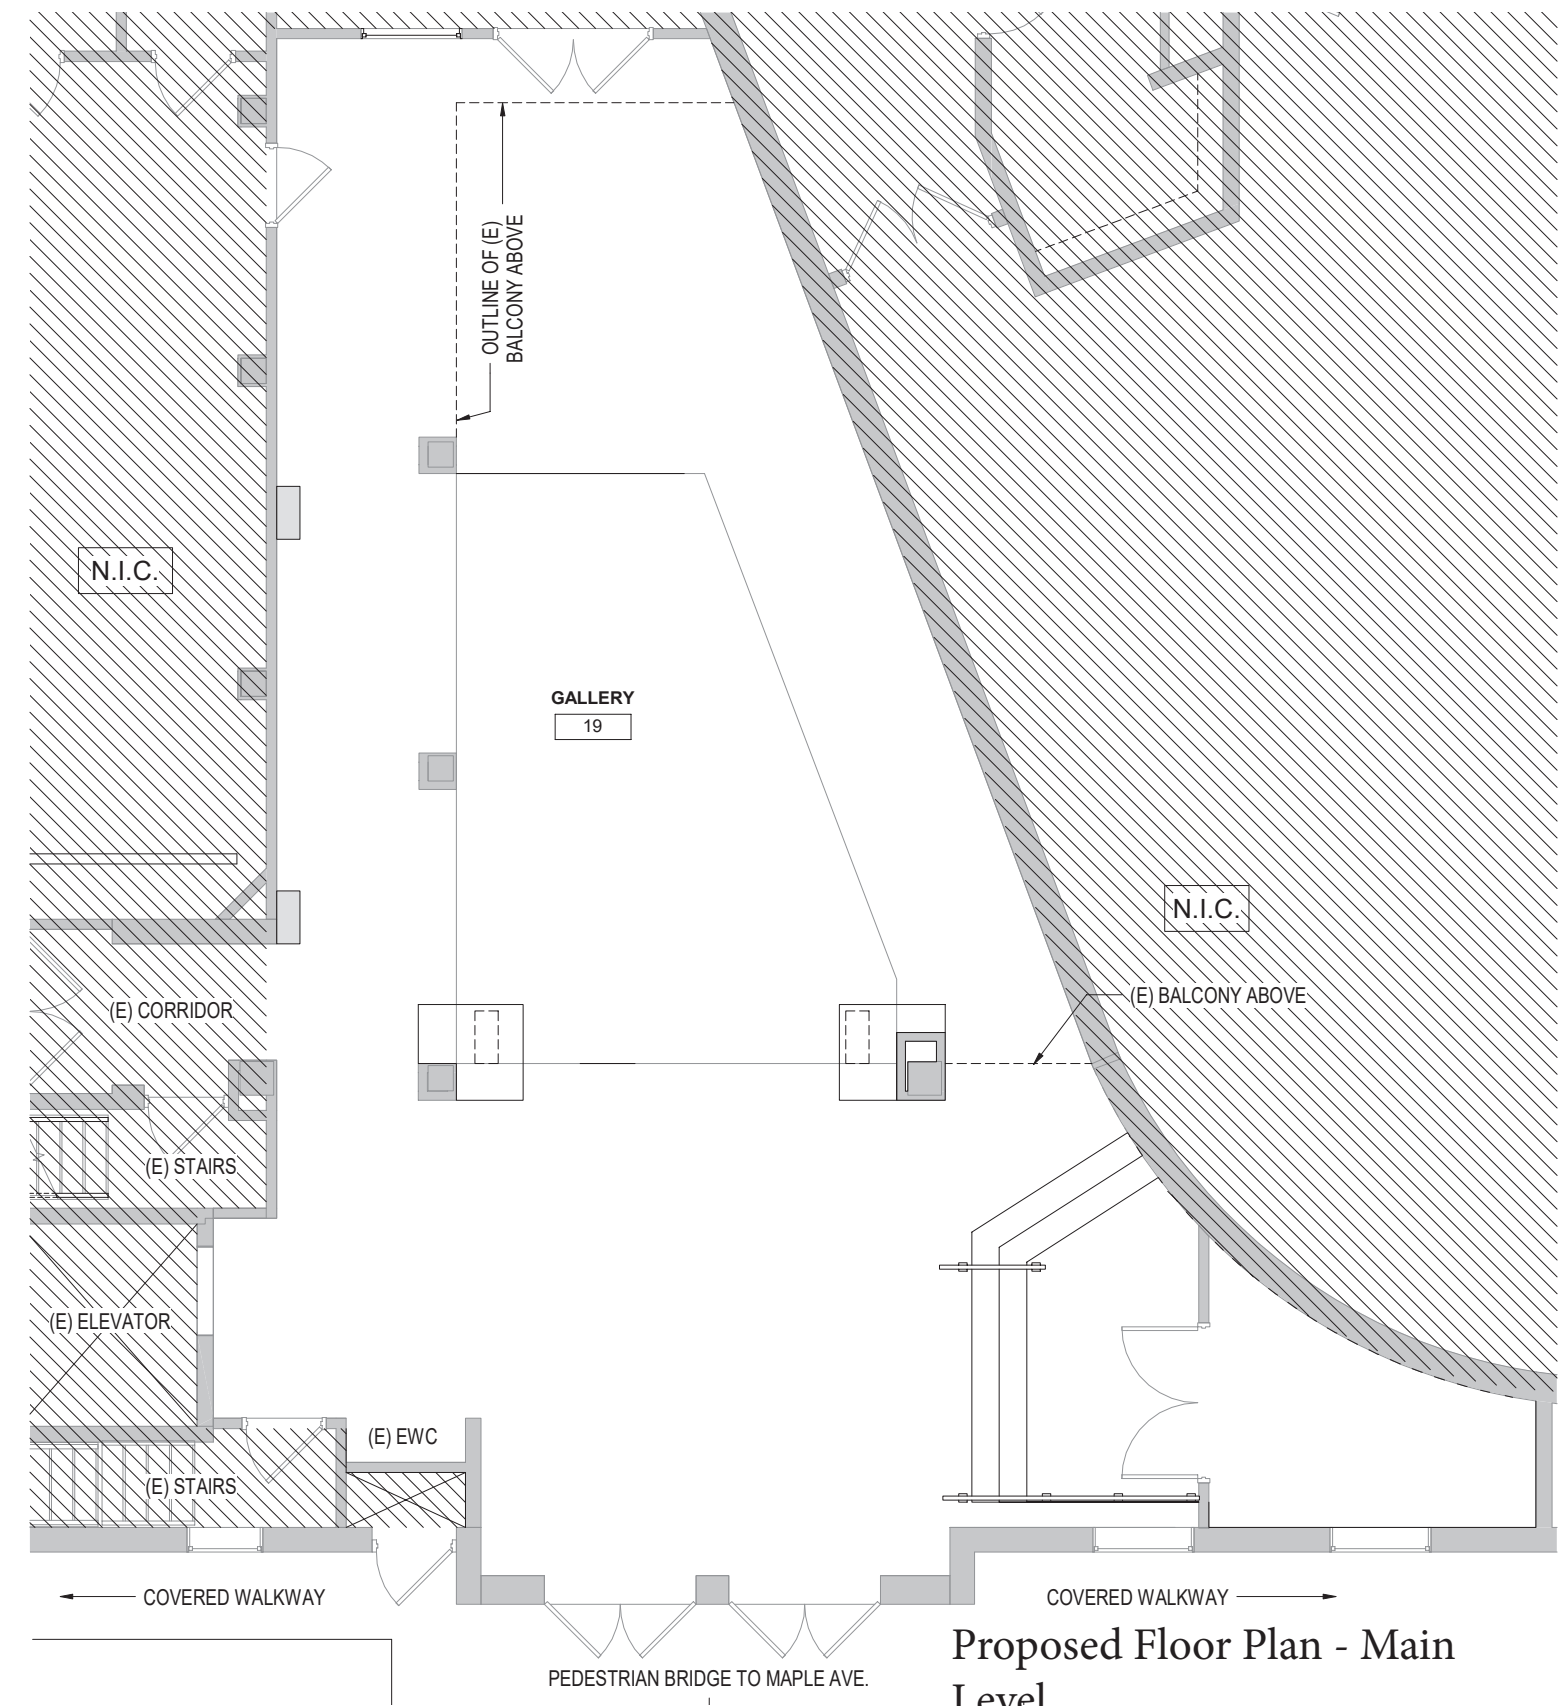 OUTLINE OF (E)
BALCONY ABOVE
N.I.C.
GALLERY
19
N.I.C.
(E) BALCONY ABOVE
(E) CORRIDOR
(E) STAIRS
(E) ELEVATOR
(E) EWC
(E) STAIRS
COVERED WALKWAY
COVERED WALKWAY
PEDESTRIAN BRIDGE TO MAPLE AVE.
Proposed Floor Plan - Main
Level